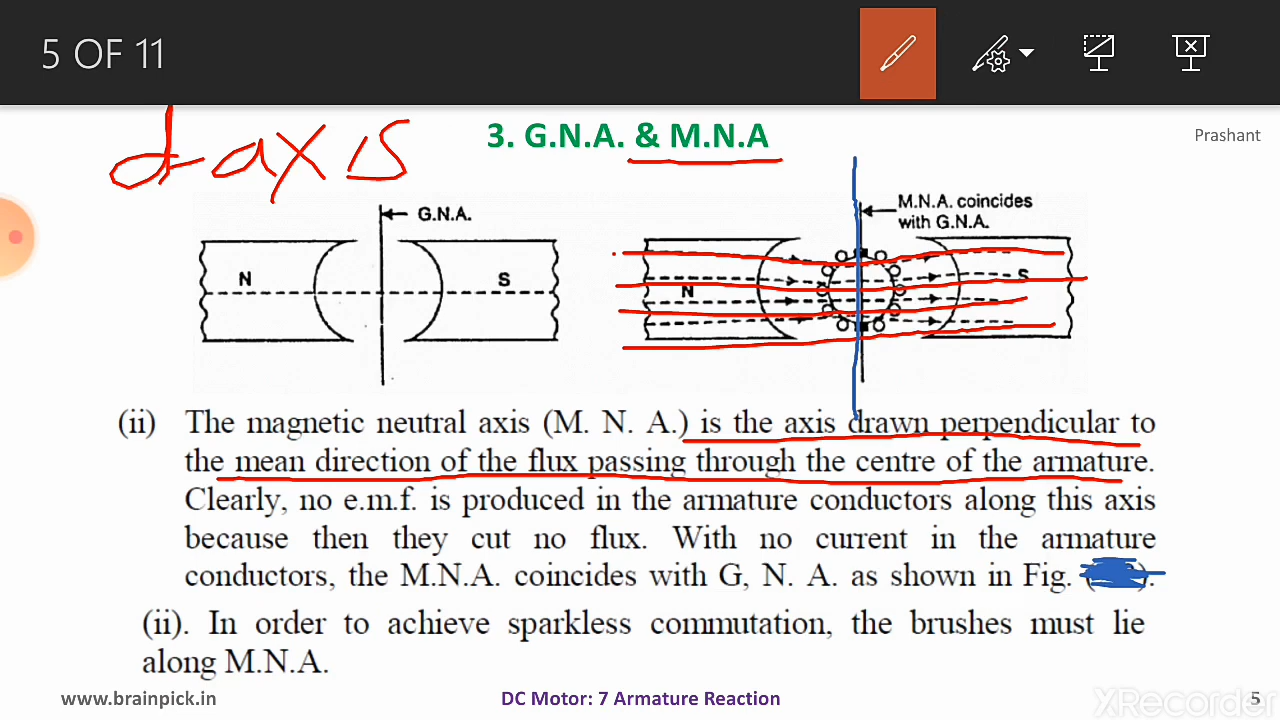 5 OF 11
d axis
3. G.N.A. & M.N.A
Prashant
G.N.A.
N
S
M.N.A. coincides
with G.N.A.
N
S
(ii) The magnetic neutral axis (M. N. A.) is the axis drawn perpendicular to
the mean direction of the flux passing through the centre of the armature.
Clearly, no e.m.f. is produced in the armature conductors along this axis
because then they cut no flux. With no current in the armature
conductors, the M.N.A. coincides with G, N. A. as shown in Fig. ( ).
(ii). In order to achieve sparkless commutation, the brushes must lie
along M.N.A.
www.brainpick.in
DC Motor: 7 Armature Reaction
5
XRecorder